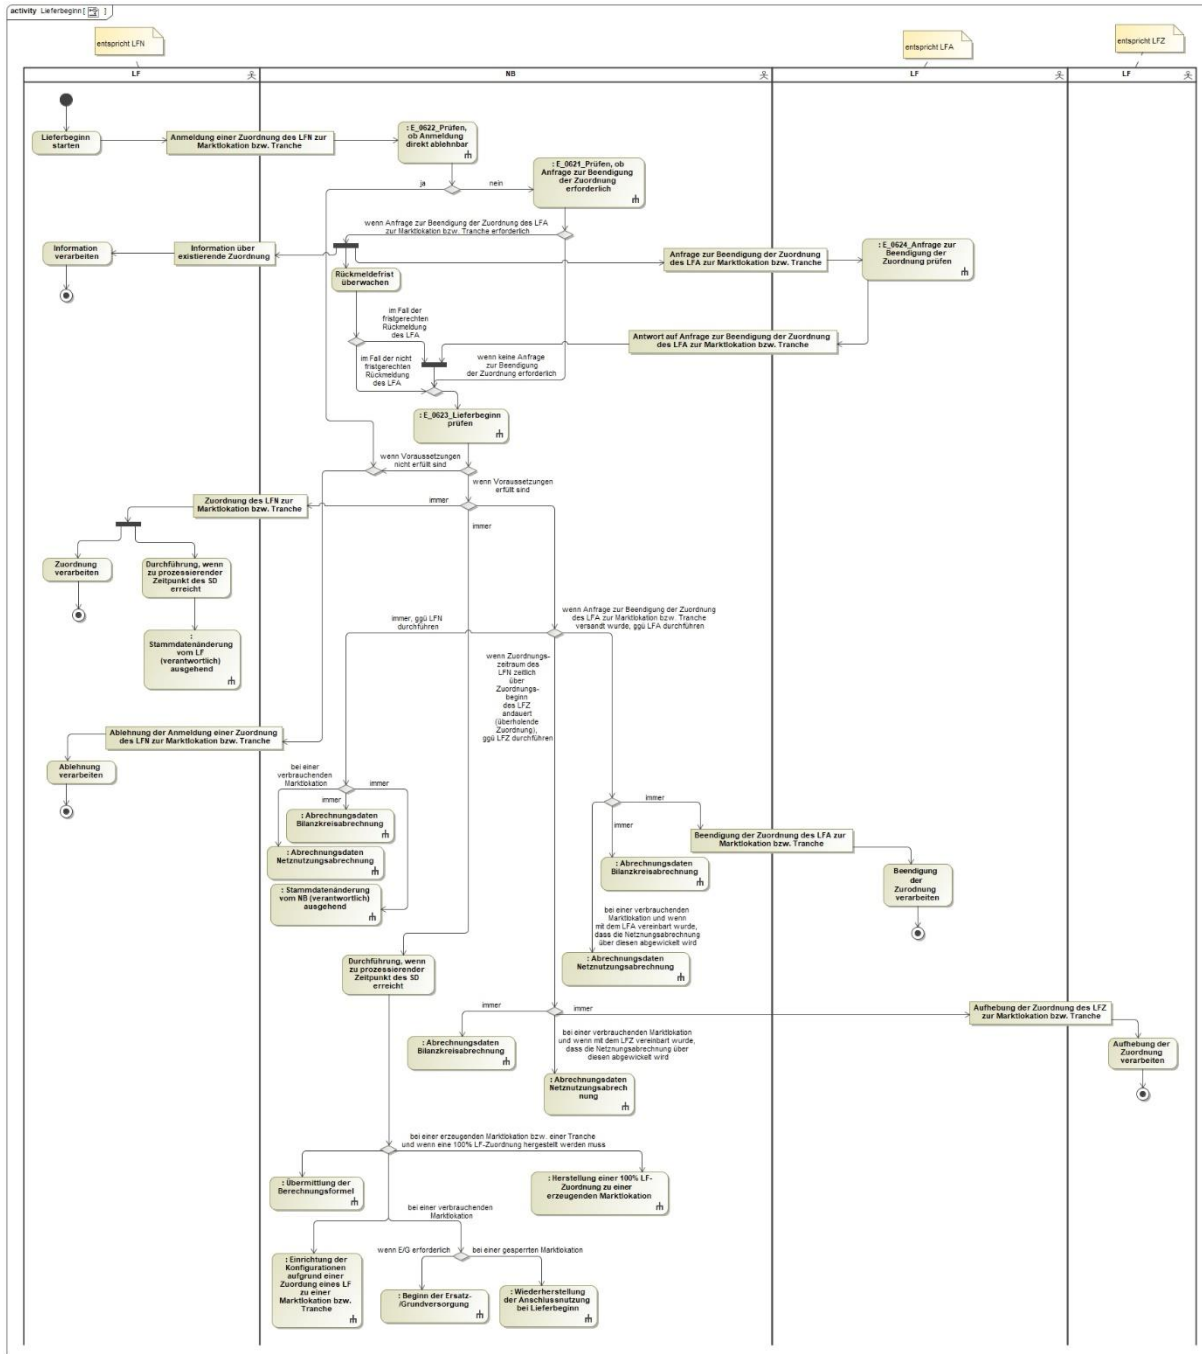 activity Lieferbeginn [ ]
entspricht LFN
entspricht LFA
entspricht LFZ
LF
NB
LF
LF
Lieferbeginn
starten
Anmeldung einer Zuordnung des LFN zur
Marktlokation bzw. Tranche
: E_0622_Prüfen,
ob Anmeldung
direkt ablehnbar
ja
nein
: E_0621_Prüfen, ob
Anfrage zur Beendigung
der Zuordnung
erforderlich
wenn Anfrage zur Beendigung der Zuordnung des LFA
zur Marktlokation bzw. Tranche erforderlich
Information
verarbeiten
Information über
existierende Zuordnung
Rückmeldefrist
überwachen
Anfrage zur Beendigung der Zuordnung
des LFA zur Marktlokation bzw. Tranche
: E_0624_Anfrage zur
Beendigung der
Zuordnung prüfen
im Fall der
fristgerechten
Rückmeldung
des LFA
Antwort auf Anfrage zur Beendigung der Zuordnung
des LFA zur Marktlokation bzw. Tranche
im Fall der nicht
fristgerechten
Rückmeldung
des LFA
wenn keine Anfrage
zur Beendigung
der Zuordnung erforderlich
: E_0623_Lieferbeginn
prüfen
wenn Voraussetzungen
nicht erfüllt sind
wenn Voraussetzungen
erfüllt sind
Zuordnung des LFN zur
Marktlokation bzw. Tranche
immer
immer
Zuordnung
verarbeiten
Durchführung, wenn
zu prozessierender
Zeitpunkt des SD
erreicht
:
Stammdatenänderung
vom LF
(verantwortlich)
ausgehend
immer, ggü LFN
durchführen
wenn Anfrage zur Beendigung der Zuordnung
des LFA zur Marktlokation bzw. Tranche
versandt wurde, ggü LFA durchführen
wenn Zuordnungs-
zeitraum des
LFN zeitlich
über
Zuordnungs-
beginn
des LFZ
andauert
(überholende
Zuordnung),
ggü LFZ durchführen
Ablehnung der Anmeldung einer Zuordnung
des LFN zur Marktlokation bzw. Tranche
Ablehnung
verarbeiten
bei einer
verbrauchenden
Marktlokation
immer
immer
: Abrechnungsdaten
Bilanzkreisabrechnung
: Abrechnungsdaten
Netznutzungsabrechnung
: Stammdatenänderung
vom NB (verantwortlich)
ausgehend
immer
immer
: Abrechnungsdaten
Bilanzkreisabrechnung
Beendigung der Zuordnung des LFA zur
Marktlokation bzw. Tranche
Beendigung
der
Zurodnung
verarbeiten
bei einer verbrauchenden
Marktlokation und wenn
mit dem LFA vereinbart wurde,
dass die Netznungsabrechnung
über diesen abgewickelt wird
: Abrechnungsdaten
Netznutzungsabrechnung
Durchführung, wenn
zu prozessierender
Zeitpunkt des SD
erreicht
immer
immer
: Abrechnungsdaten
Bilanzkreisabrechnung
bei einer verbrauchenden Marktlokation
und wenn mit dem LFZ vereinbart wurde,
dass die Netznungsabrechnung über
diesen abgewickelt wird
: Abrechnungsdaten
Netznutzungsabrech
nung
Aufhebung der Zuordnung des LFZ
zur Marktlokation bzw. Tranche
Aufhebung der
Zuordnung
verarbeiten
bei einer erzeugenden Marktlokation bzw. einer Tranche
und wenn eine 100% LF-Zuordnung hergestellt werden muss
: Übermittlung der
Berechnungsformel
: Herstellung einer 100% LF-
Zuordnung zu einer
erzeugenden Marktlokation
bei einer verbrauchenden
Marktlokation
wenn E/G erforderlich
bei einer gesperrten Marktlokation
: Einrichtung der
Konfigurationen
aufgrund einer
Zuordung eines LF
zu einer
Marktlokation bzw.
Tranche
: Beginn der Ersatz-
/Grundversorgung
: Wiederherstellung
der Anschlussnutzung
bei Lieferbeginn